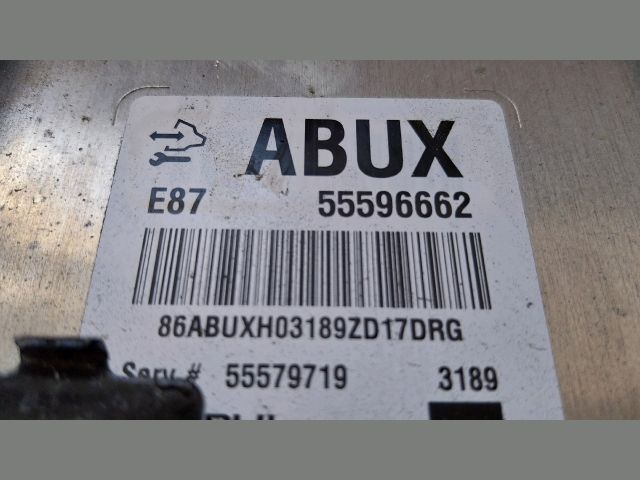 ABUX
E87 55596662
86ABUXH03189ZD17DRG
Serv # 55579719 3189